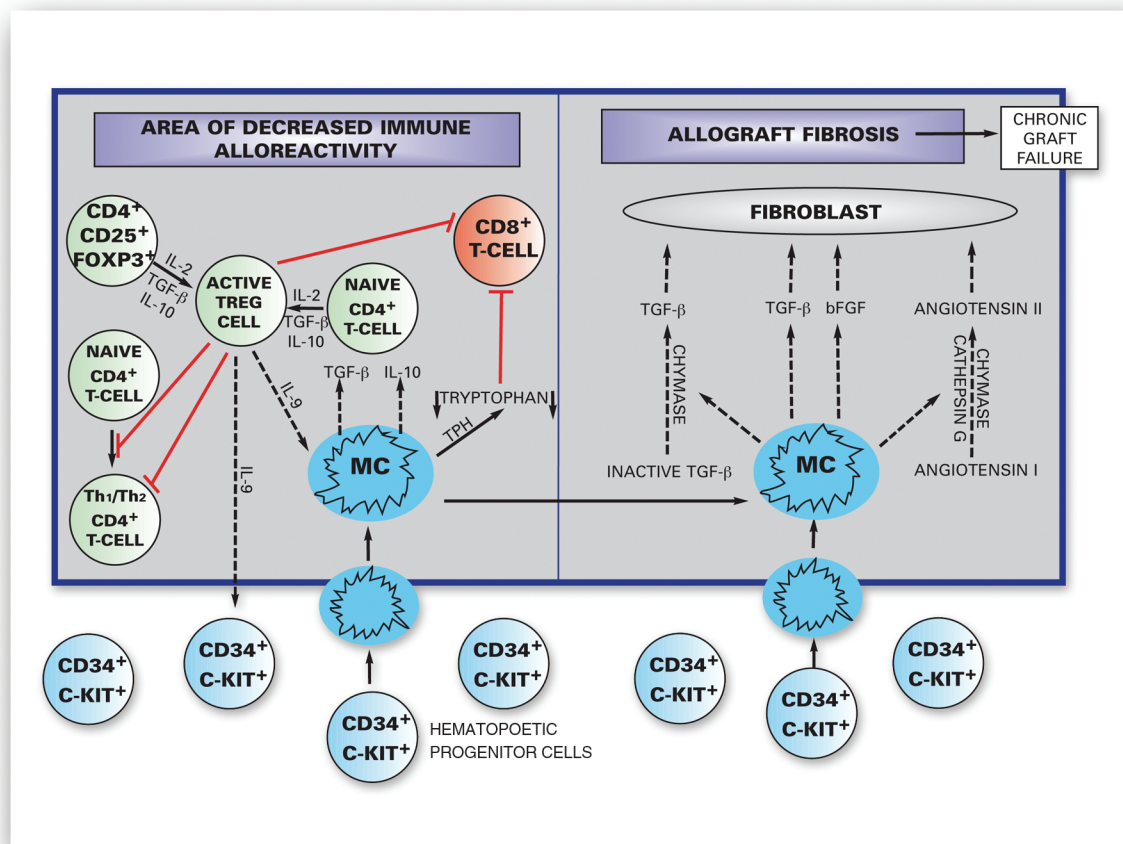 AREA OF DECREASED IMMUNE
ALLOREACTIVITY
ALLOGRAFT FIBROSIS
CHRONIC
GRAFT
FAILURE
CD4+
CD25+
FOXP3+
IL-2
TGF-β
IL-10
ACTIVE
TREG
CELL
IL-2
TGF-β
IL-10
NAIVE
CD4+
T-CELL
CD8+
T-CELL
FIBROBLAST
NAIVE
CD4+
T-CELL
Th1/Th2
CD4+
T-CELL
IL-9
IL-9
TGF-β
IL-10
TRYPTOPHAN
TPH
MC
TGF-β
TGF-β
bFGF
ANGIOTENSIN II
CHYMASE
CHYMASE
CATHEPSIN G
INACTIVE TGF-β
MC
ANGIOTENSIN I
CD34+
C-KIT+
CD34+
C-KIT+
CD34+
C-KIT+
HEMATOPOETIC
PROGENITOR CELLS
CD34+
C-KIT+
CD34+
C-KIT+
CD34+
C-KIT+
CD34+
C-KIT+